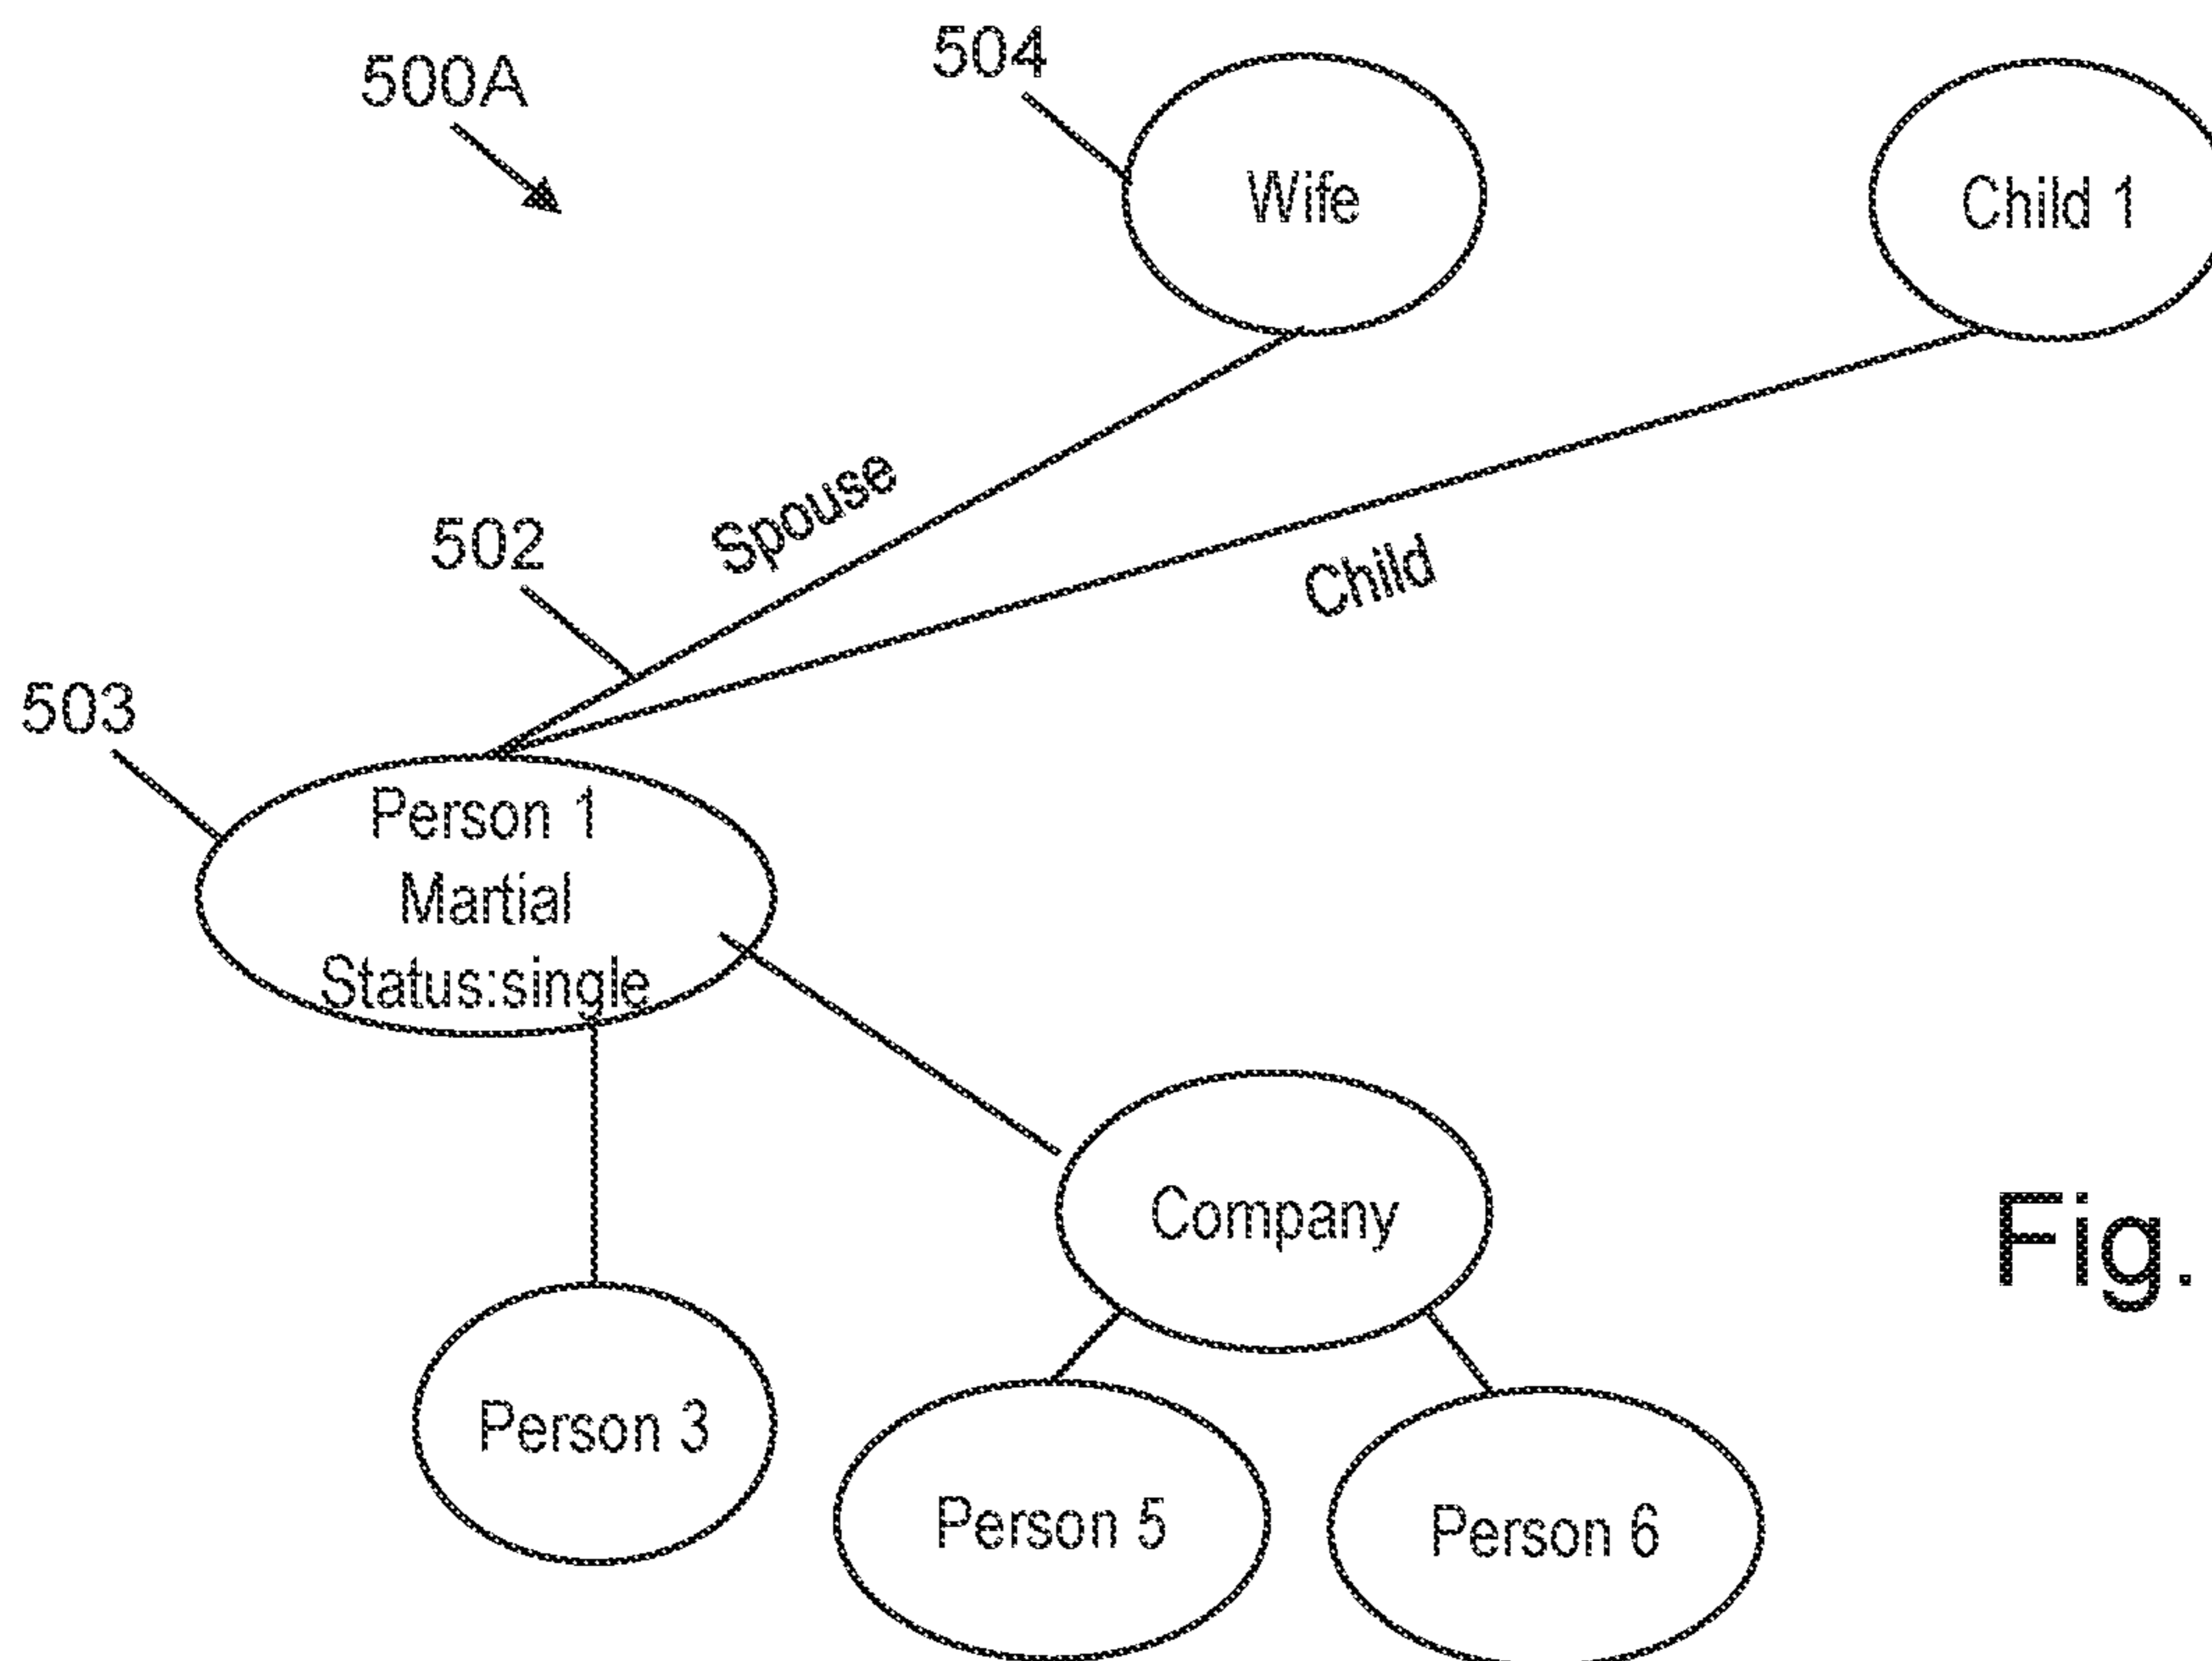 500A
504
Wife
Child 1
Spouse
502
Child
503
Person 1
Martial
Status:single
Company
Fig.
Person 3
Person 5
Person 6